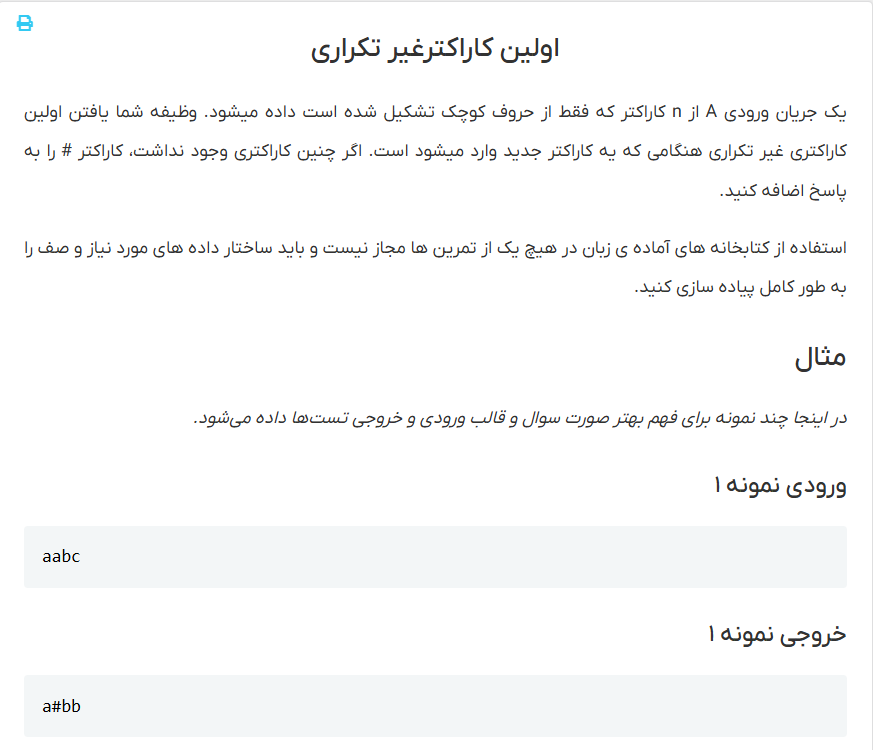 اولین کاراکترغیر تکراری
یک جریان ورودی A از n کاراکتر که فقط از حروف کوچک تشکیل شده است داده میشود. وظیفه شما یافتن اولین
کاراکتری غیر تکراری هنگامی که یه کاراکتر جدید وارد میشود است. اگر چنین کاراکتری وجود نداشت، کاراکتر # را به
پاسخ اضافه کنید.
استفاده از کتابخانه های آماده ی زبان در هیچ یک از تمرین ها مجاز نیست و باید ساختار داده های مورد نیاز و صف را
به طور کامل پیاده سازی کنید.
مثال
در اینجا چند نمونه برای فهم بهتر صورت سوال و قالب ورودی و خروجی تست‌ها داده می‌شود.
ورودی نمونه ۱
aabc
خروجی نمونه ۱
a#bb